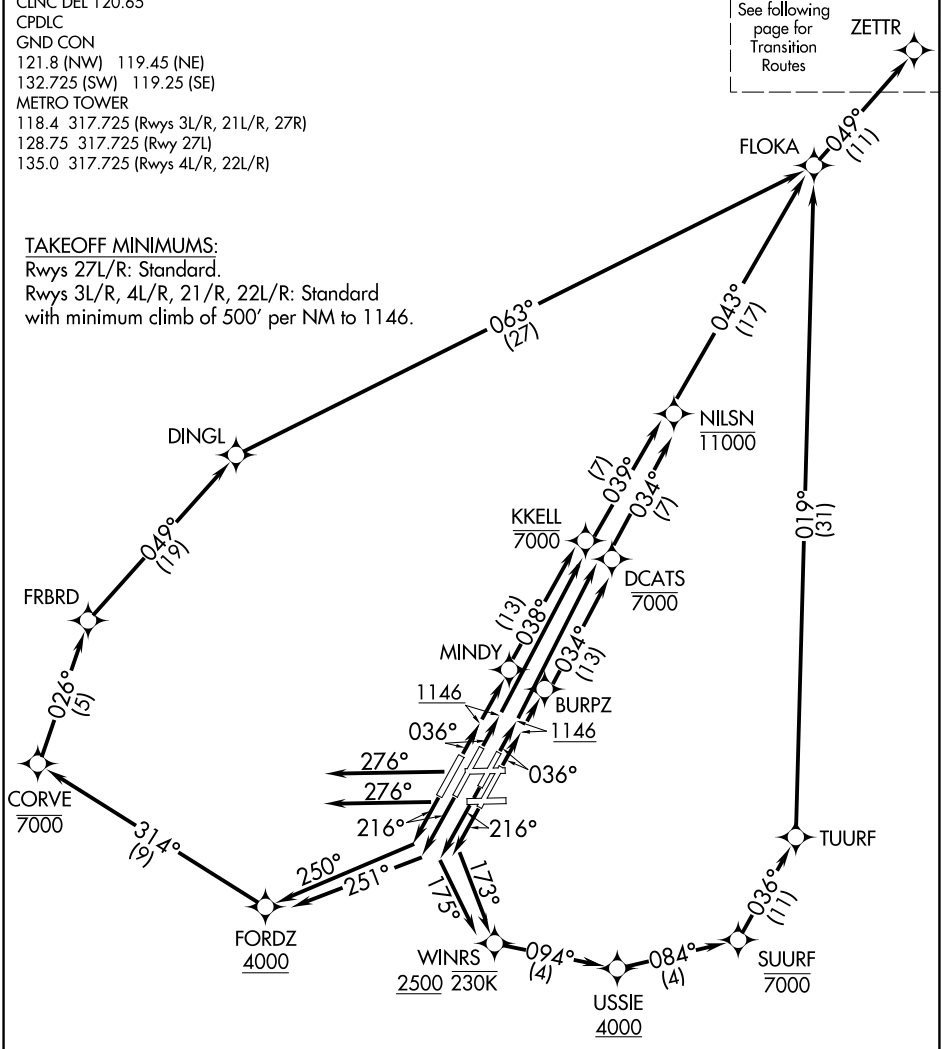 CLNC DEL 120.65
CPDLC
GND CON
121.8 (NW) 119.45 (NE)
132.725 (SW) 119.25 (SE)
METRO TOWER
118.4 317.725 (Rwys 3L/R, 21L/R, 27R)
128.75 317.725 (Rwy 27L)
135.0 317.725 (Rwys 4L/R, 22L/R)
See following
page for
Transition
Routes
ZETTR
049°
(11)
FLOKA
TAKEOFF MINIMUMS:
Rwys 27L/R: Standard.
Rwys 3L/R, 4L/R, 21/R, 22L/R: Standard
with minimum climb of 500' per NM to 1146.
063°
(27)
043°
(17)
DINGL
NILSN
11000
(7)
039°
034°
(7)
019°
(31)
KKELL
7000
049°
(19)
DCATS
7000
FRBRD
(13)
038°
034°
(13)
MINDY
026°
(5)
1146
BURPZ
036°
1146
276°
036°
CORVE
7000
276°
216°
216°
TUURF
314°
(9)
250°
251°
175°
173°
036°
(11)
FORDZ
4000
WINRS
2500 230K
094°
(4)
084°
(4)
SUURF
7000
USSIE
4000